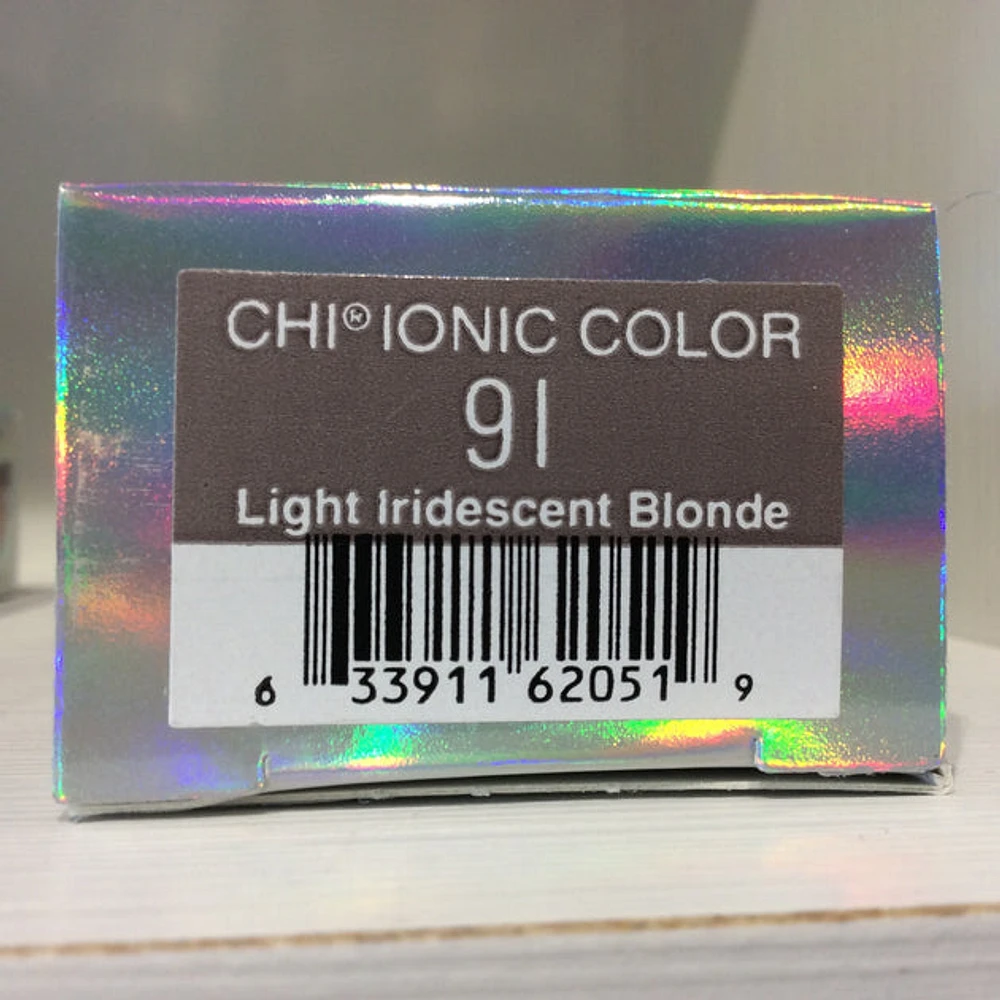 CHI® IONIC COLOR
9I
Light Iridescent Blonde
6 33911 62051 9